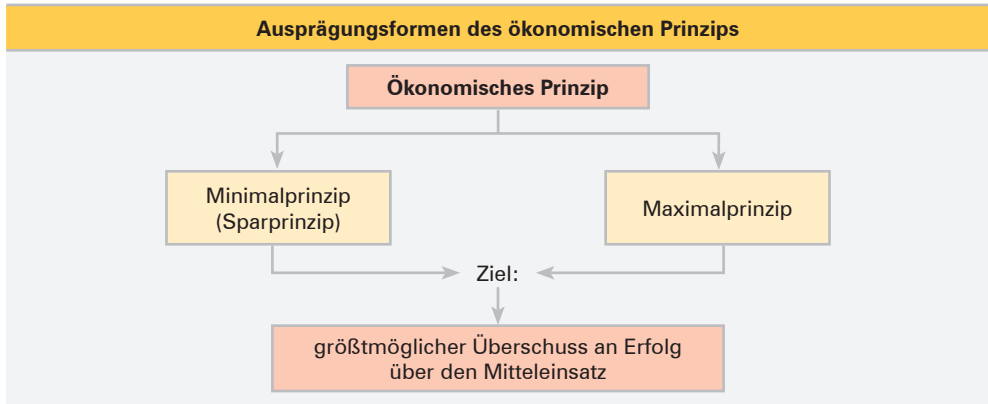 Ausprägungsformen des ökonomischen Prinzips
Ökonomisches Prinzip
Minimalprinzip
(Sparprinzip)
Maximalprinzip
Ziel:
größtmöglicher Überschuss an Erfolg
über den Mitteleinsatz